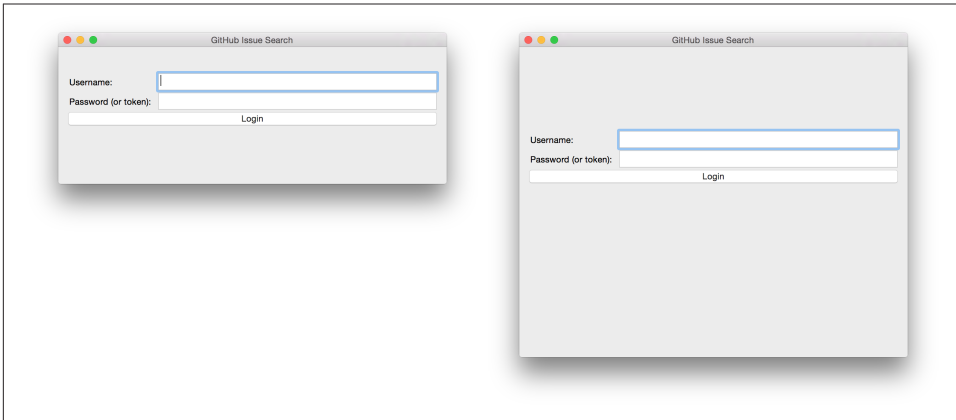 GitHub Issue Search
Username:
Password (or token):
Login
GitHub Issue Search
Username:
Password (or token):
Login